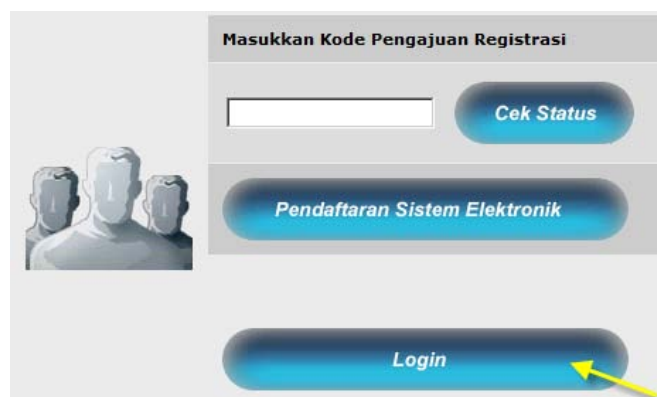 Masukkan Kode Pengajuan Registrasi
Cek Status
Pendaftaran Sistem Elektronik
Login